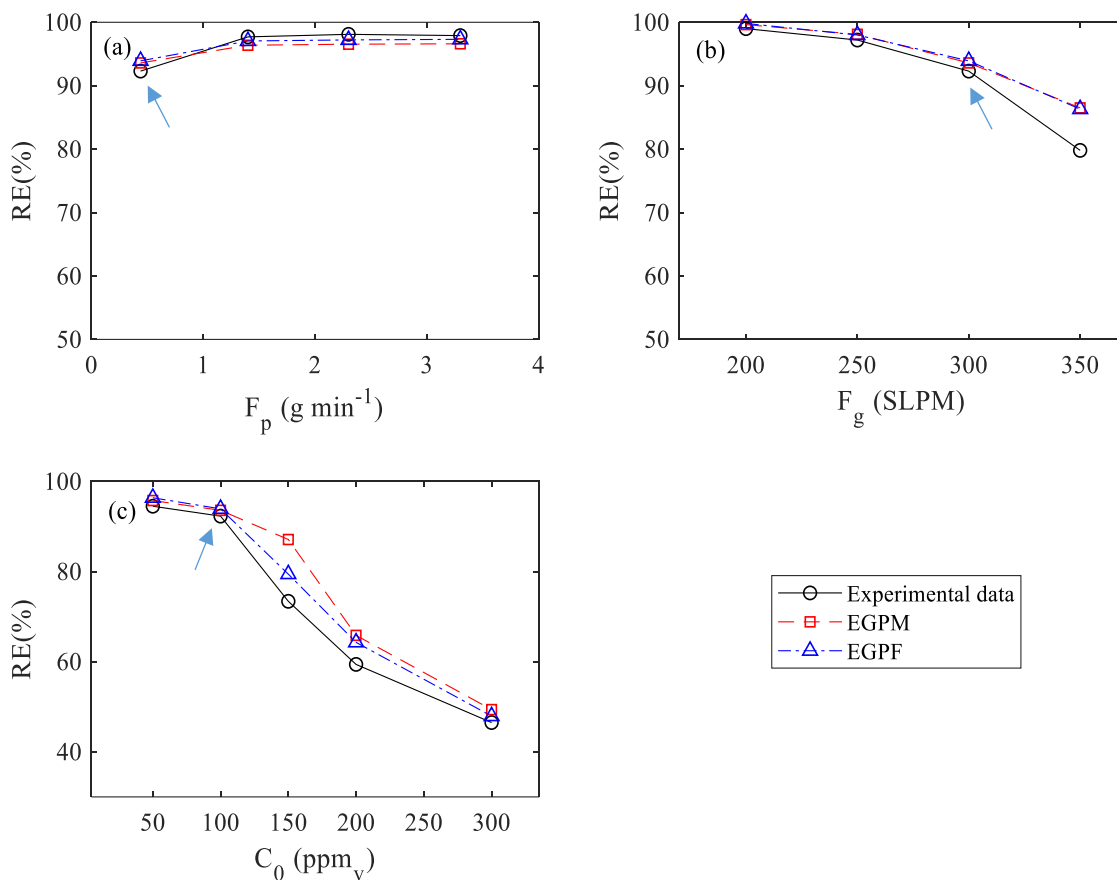 (a)
RE(%)
100
90
80
70
60
50
0 1 2 3 4
F_p (g min^-1)
(b)
RE(%)
100
90
80
70
60
50
200 250 300 350
F_g (SLPM)
(c)
RE(%)
100
80
60
40
50 100 150 200 300
C_0 (ppm_v)
Experimental data
EGPM
EGPF